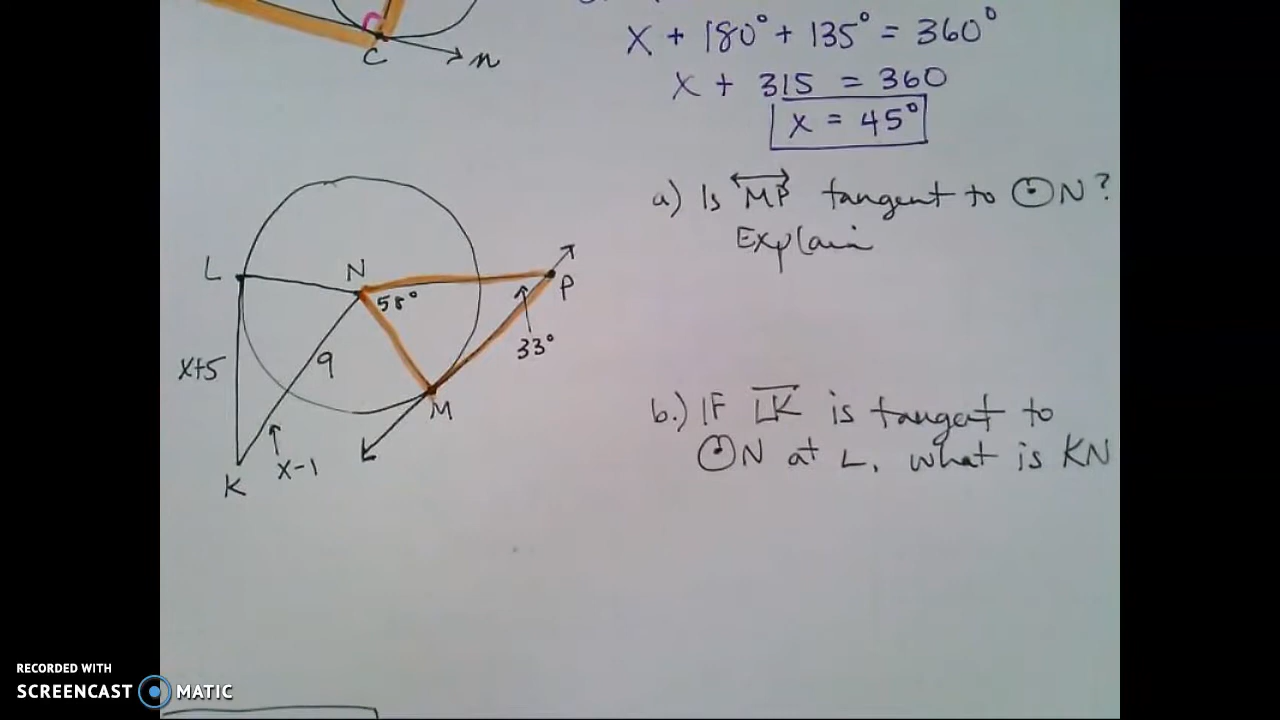 C
n
x + 180° + 135° = 360°
x + 315 = 360
x = 45°
a) Is MP tangent to ⊙N?
Explain
L
N
58°
P
33°
x+5
9
M
K
x-1
b.) IF LK is tangent to
⊙N at L, what is KN
RECORDED WITH
SCREENCAST O MATIC